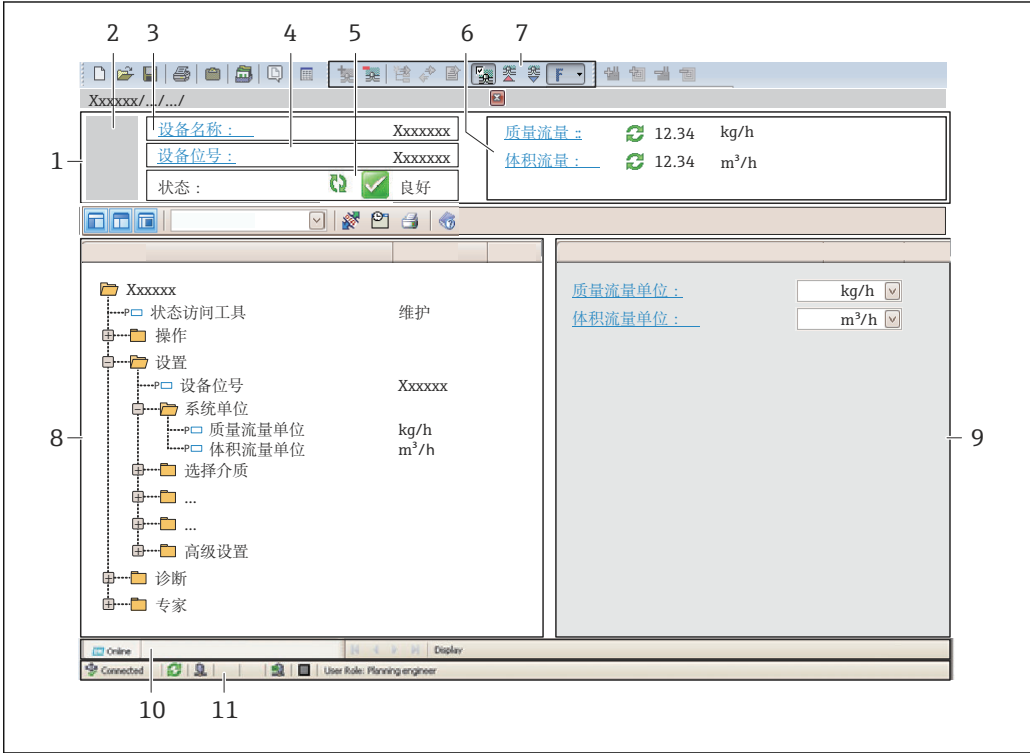 2 3 4 5 6 7
F
Xxxxxx/../../
1
设备名称： Xxxxxxx
设备位号： Xxxxxxx
状态： 良好
质量流量：: 12.34 kg/h
体积流量： 12.34 m³/h
Xxxxxx
P 状态访问工具 维护
操作
设置
P 设备位号 Xxxxxx
系统单位
P 质量流量单位 kg/h
P 体积流量单位 m³/h
选择介质
...
...
高级设置
诊断
专家
质量流量单位： kg/h
体积流量单位： m³/h
8
9
Online Display
Connected User Role: Planning engineer
10 11